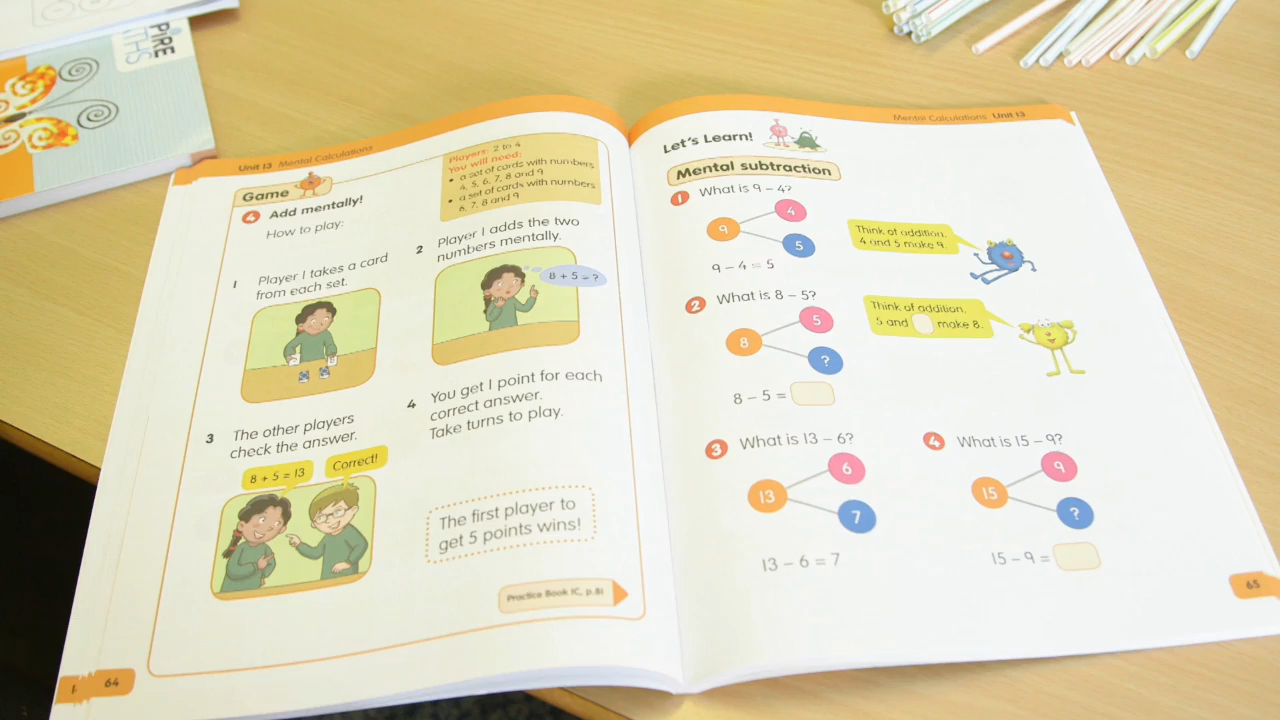 PIRE
THS
Unit 13 Mental Calculations
Game
4 Add mentally!
How to play:
Players: 2 to 4
You will need:
• a set of cards with numbers
4, 5, 6, 7, 8 and 9
• a set of cards with numbers
6, 7, 8 and 9
1 Player 1 takes a card
from each set.
2 Player 1 adds the two
numbers mentally.
8 + 5 = ?
3 The other players
check the answer.
8 + 5 = 13
Correct!
4 You get 1 point for each
correct answer.
Take turns to play.
The first player to
get 5 points wins!
Practice Book 1C, p.81
64
Mental Calculations Unit 13
Let's Learn!
Mental subtraction
1 What is 9 – 4?
9
4
5
9 – 4 = 5
Think of addition.
4 and 5 make 9.
2 What is 8 – 5?
8
5
?
8 – 5 =
Think of addition.
5 and make 8.
3 What is 13 – 6?
13
6
7
13 – 6 = 7
4 What is 15 – 9?
15
9
?
15 – 9 =
65